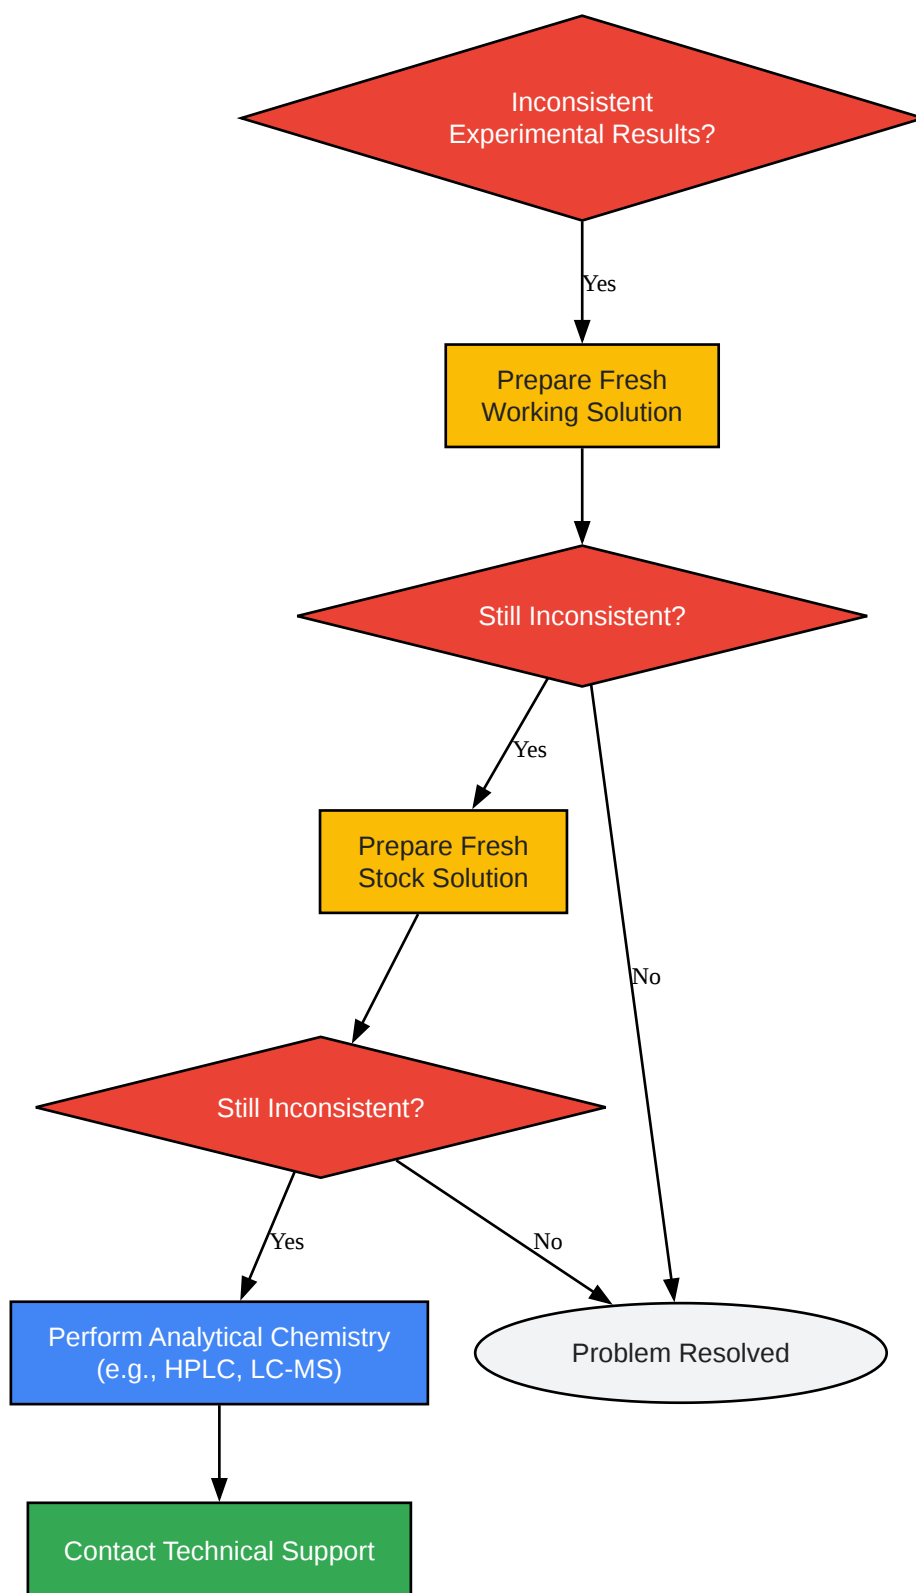 Inconsistent
Experimental Results?
Yes
Prepare Fresh
Working Solution
Still Inconsistent?
Yes
Prepare Fresh
Stock Solution
No
Still Inconsistent?
Yes
No
Perform Analytical Chemistry
(e.g., HPLC, LC-MS)
Problem Resolved
Contact Technical Support